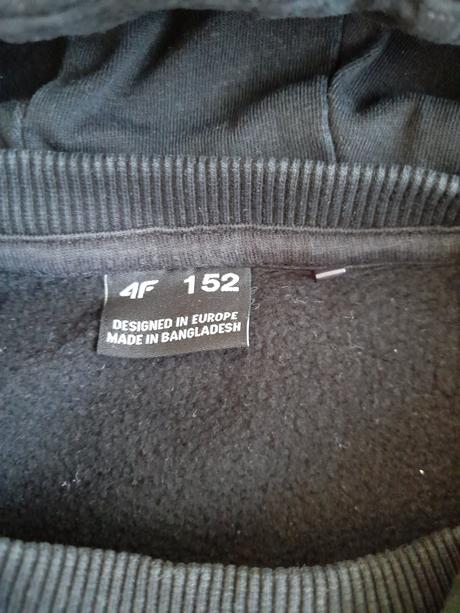 4F 152
DESIGNED IN EUROPE
MADE IN BANGLADESH